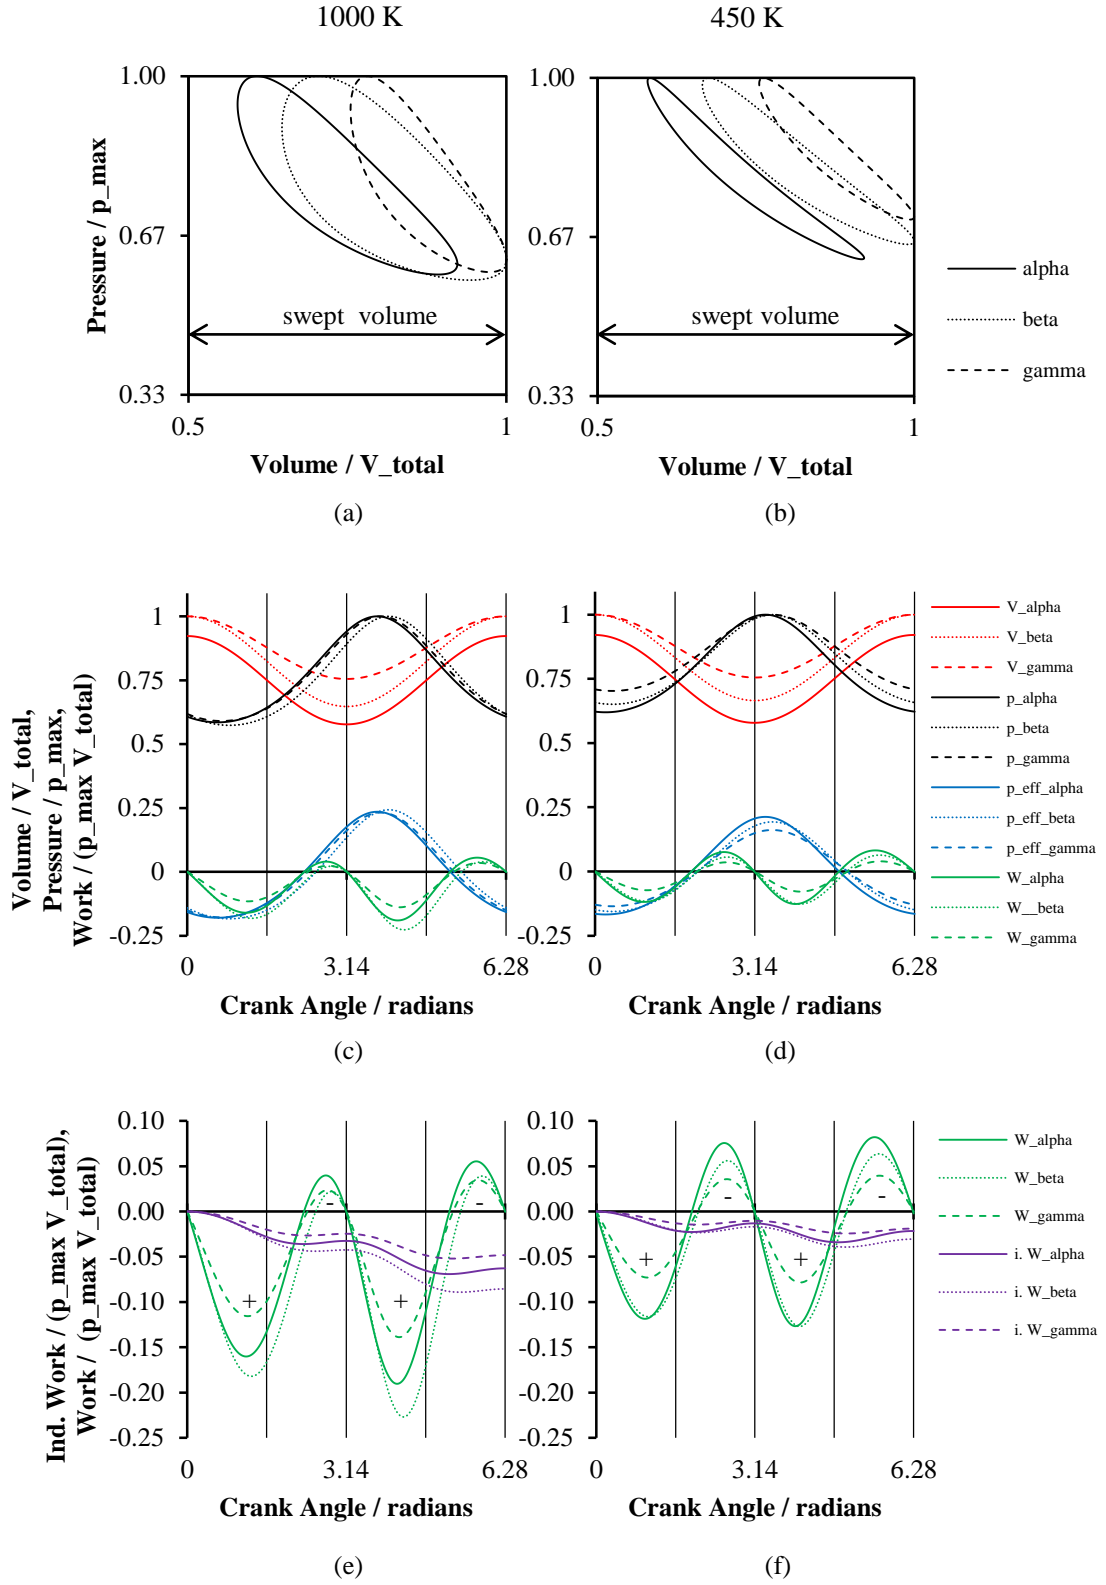 1000 K
450 K
1.00
0.67
0.33
Pressure / p_max
swept volume
0.5
1
Volume / V_total
(a)
1.00
0.67
0.33
swept volume
0.5
1
Volume / V_total
(b)
alpha
beta
gamma
Volume / V_total,
Pressure / p_max,
Work / (p_max V_total)
1
0.75
0.5
0.25
0
-0.25
0
3.14
6.28
Crank Angle / radians
(c)
1
0.75
0.5
0.25
0
-0.25
0
3.14
6.28
Crank Angle / radians
(d)
V_alpha
V_beta
V_gamma
p_alpha
p_beta
p_gamma
p_eff_alpha
p_eff_beta
p_eff_gamma
W_alpha
W__beta
W_gamma
Ind. Work / (p_max V_total),
Work / (p_max V_total)
0.10
0.05
0.00
-0.05
-0.10
-0.15
-0.20
-0.25
+
-
+
-
0
3.14
6.28
Crank Angle / radians
(e)
0.10
0.05
0.00
-0.05
-0.10
-0.15
-0.20
-0.25
+
-
+
-
0
3.14
6.28
Crank Angle / radians
(f)
W_alpha
W_beta
W_gamma
i. W_alpha
i. W_beta
i. W_gamma